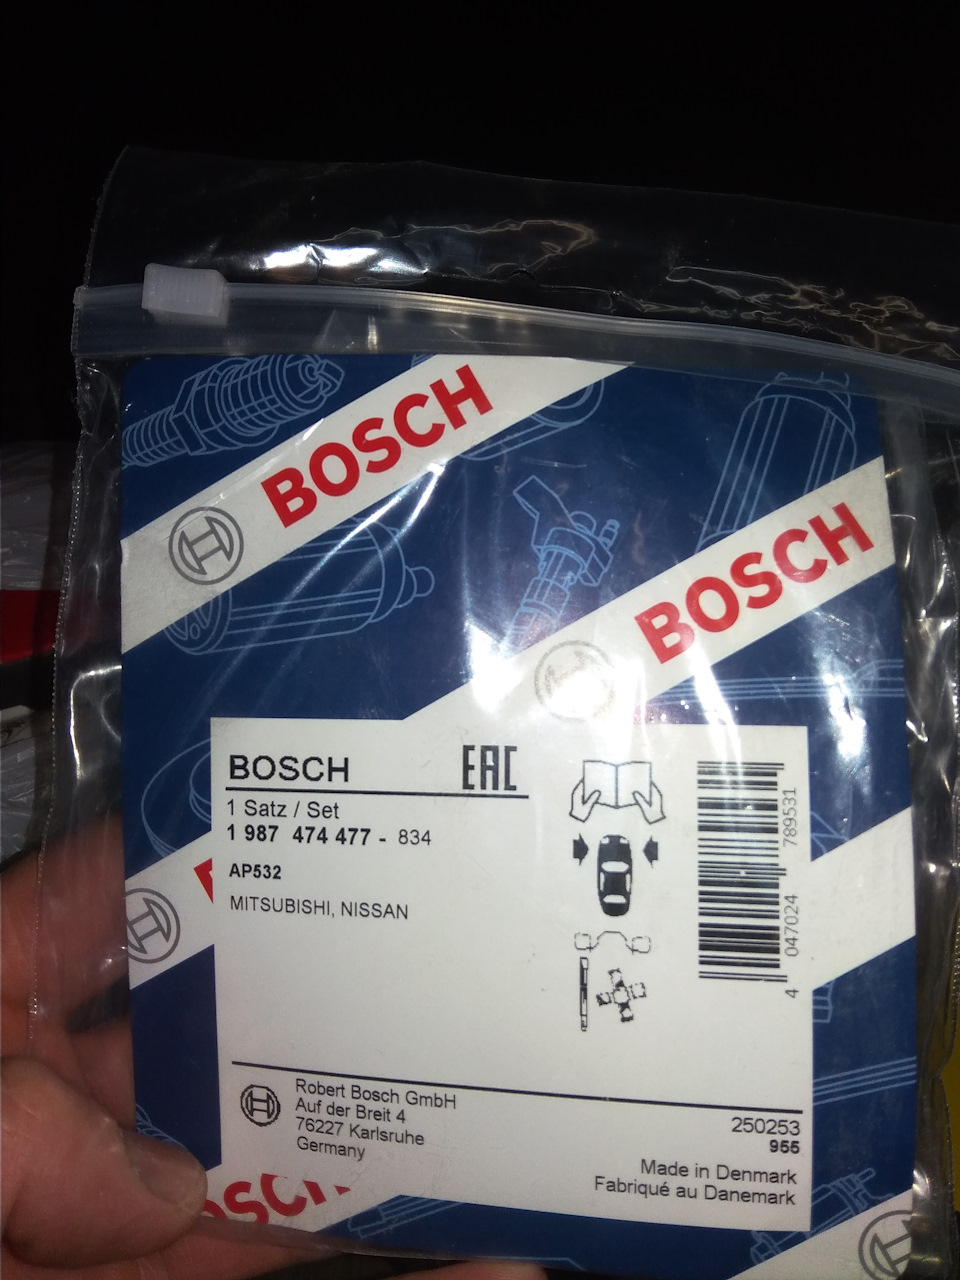 BOSCH
BOSCH
BOSCH
EAC
1 Satz / Set
1 987 474 477 - 834
AP532
MITSUBISHI, NISSAN
4 047024 789531
Robert Bosch GmbH
Auf der Breit 4
76227 Karlsruhe
Germany
250253
955
Made in Denmark
Fabriqué au Danemark